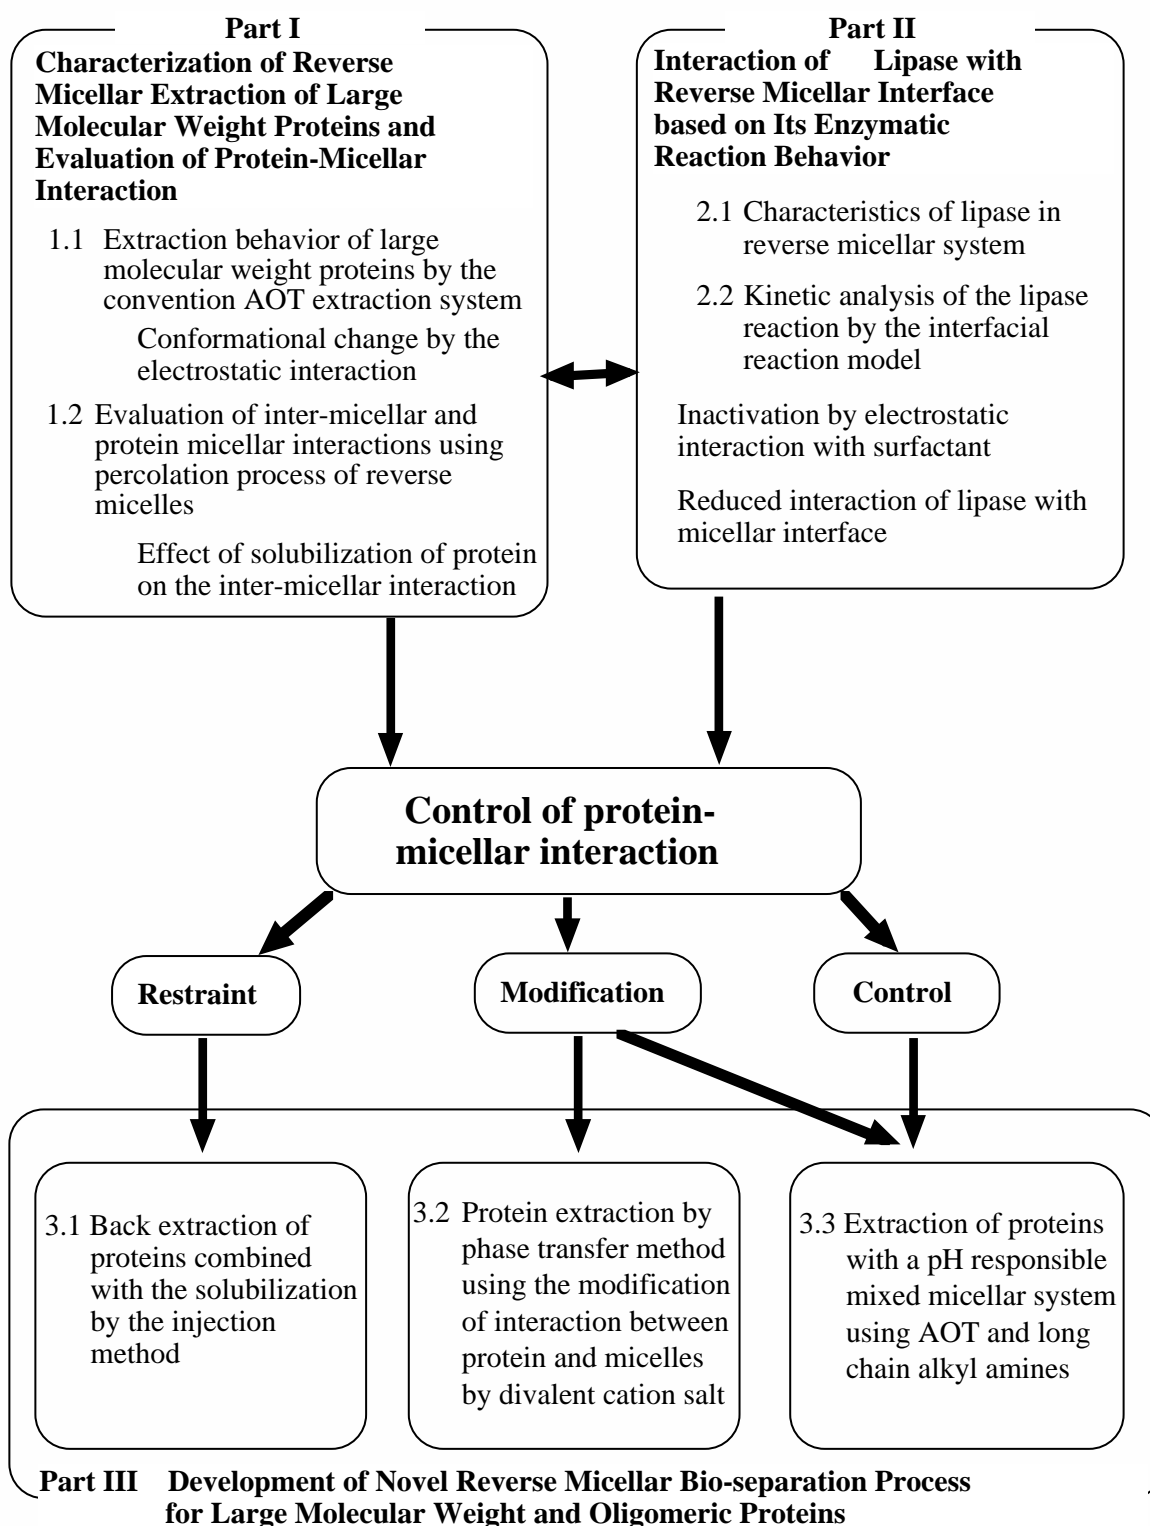 Part I
Characterization of Reverse
Micellar Extraction of Large
Molecular Weight Proteins and
Evaluation of Protein-Micellar
Interaction
1.1 Extraction behavior of large
molecular weight proteins by the
convention AOT extraction system
Conformational change by the
electrostatic interaction
1.2 Evaluation of inter-micellar and
protein micellar interactions using
percolation process of reverse
micelles
Effect of solubilization of protein
on the inter-micellar interaction
Part II
Interaction of Lipase with
Reverse Micellar Interface
based on Its Enzymatic
Reaction Behavior
2.1 Characteristics of lipase in
reverse micellar system
2.2 Kinetic analysis of the lipase
reaction by the interfacial
reaction model
Inactivation by electrostatic
interaction with surfactant
Reduced interaction of lipase with
micellar interface
Control of protein-
micellar interaction
Restraint
Modification
Control
3.1 Back extraction of
proteins combined
with the solubilization
by the injection
method
3.2 Protein extraction by
phase transfer method
using the modification
of interaction between
protein and micelles
by divalent cation salt
3.3 Extraction of proteins
with a pH responsible
mixed micellar system
using AOT and long
chain alkyl amines
Part III Development of Novel Reverse Micellar Bio-separation Process
for Large Molecular Weight and Oligomeric Proteins